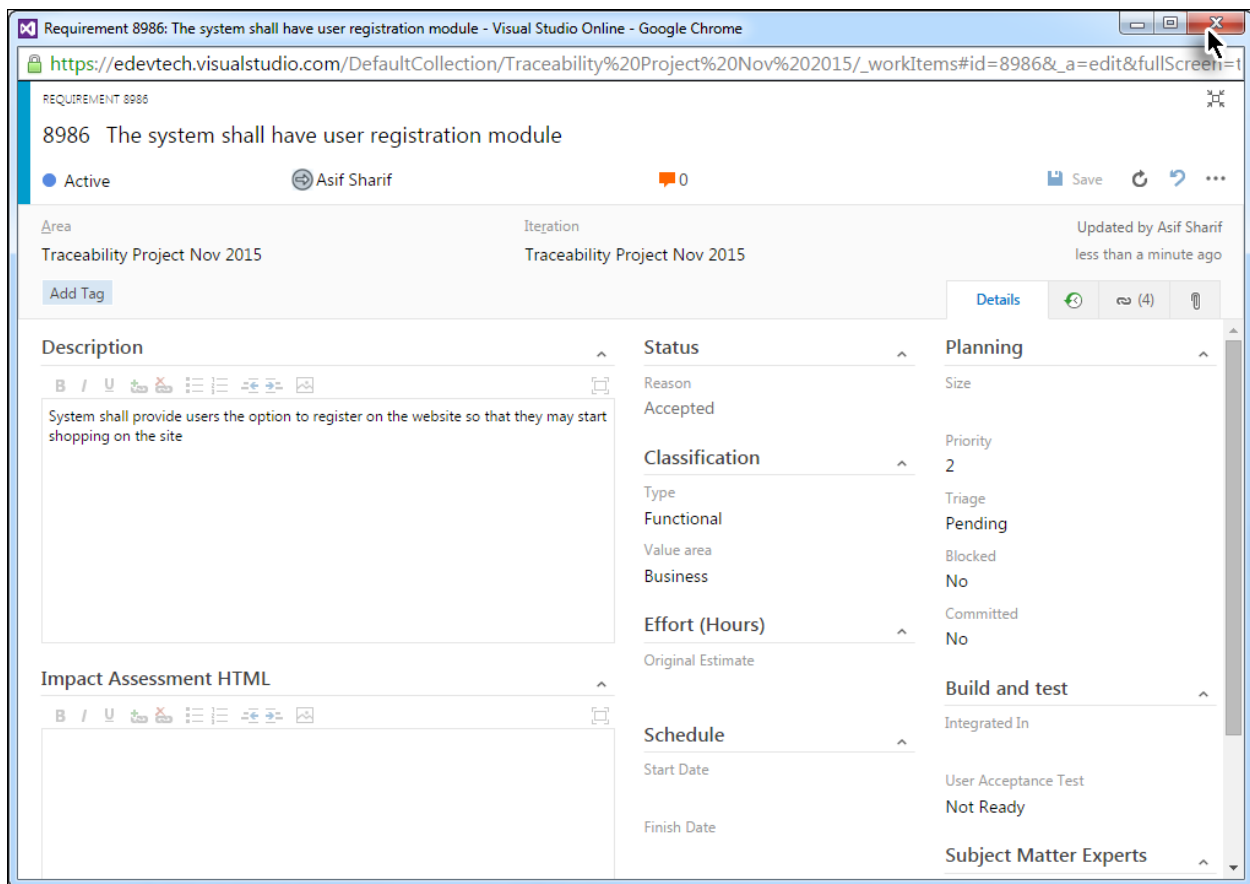 Requirement 8986: The system shall have user registration module - Visual Studio Online - Google Chrome
https://edevtech.visualstudio.com/DefaultCollection/Traceability%20Project%20Nov%202015/_workItems#id=8986&_a=edit&fullScreen=t
REQUIREMENT 8986
8986 The system shall have user registration module
Active
Asif Sharif
0
Save
Area
Iteration
Updated by Asif Sharif
Traceability Project Nov 2015
Traceability Project Nov 2015
less than a minute ago
Add Tag
Details
(4)
Description
B I U
System shall provide users the option to register on the website so that they may start
shopping on the site
Impact Assessment HTML
B I U
Status
Reason
Accepted
Classification
Type
Functional
Value area
Business
Effort (Hours)
Original Estimate
Schedule
Start Date
Finish Date
Planning
Size
Priority
2
Triage
Pending
Blocked
No
Committed
No
Build and test
Integrated In
User Acceptance Test
Not Ready
Subject Matter Experts